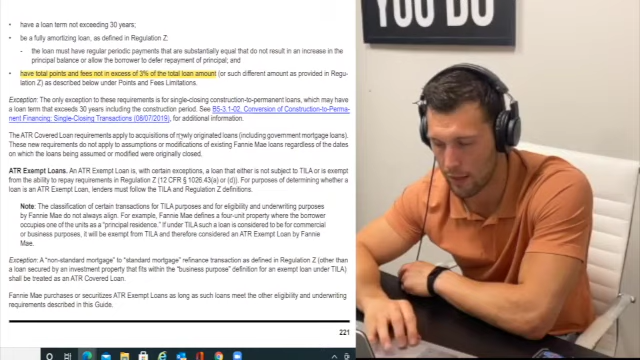 • have a loan term not exceeding 30 years;
• be a fully amortizing loan, as defined in Regulation Z:
– the loan must have regular periodic payments that are substantially equal that do not result in an increase in the
principal balance or allow the borrower to defer repayment of principal; and
• have total points and fees not in excess of 3% of the total loan amount (or such different amount as provided in Regu-
lation Z) as described below under Points and Fees Limitations.
Exception: The only exception to these requirements is for single-closing construction-to-permanent loans, which may have
a loan term that exceeds 30 years including the construction period. See B5-3.1-02, Conversion of Construction-to-Perma-
nent Financing: Single-Closing Transactions (08/07/2019), for additional information.
The ATR Covered Loan requirements apply to acquisitions of newly originated loans (including government mortgage loans).
These new requirements do not apply to assumptions or modifications of existing Fannie Mae loans regardless of the dates
on which the loans being assumed or modified were originally closed.
ATR Exempt Loans. An ATR Exempt Loan is, with certain exceptions, a loan that either is not subject to TILA or is exempt
from the ability to repay requirements in Regulation Z (12 CFR § 1026.43(a) or (d)). For purposes of determining whether a
loan is an ATR Exempt Loan, lenders must follow the TILA and Regulation Z definitions.
Note: The classification of certain transactions for TILA purposes and for eligibility and underwriting purposes
by Fannie Mae do not always align. For example, Fannie Mae defines a four-unit property where the borrower
occupies one of the units as a "principal residence." If under TILA such a loan is considered to be for commercial
or business purposes, it will be exempt from TILA and therefore considered an ATR Exempt Loan by Fannie
Mae.
Exception: A "non-standard mortgage" to "standard mortgage" refinance transaction as defined in Regulation Z (other than
a loan secured by an investment property that fits within the "business purpose" definition for an exempt loan under TILA)
shall be treated as an ATR Covered Loan.
Fannie Mae purchases or securitizes ATR Exempt Loans as long as such loans meet the other eligibility and underwriting
requirements described in this Guide.
221
YOU DO